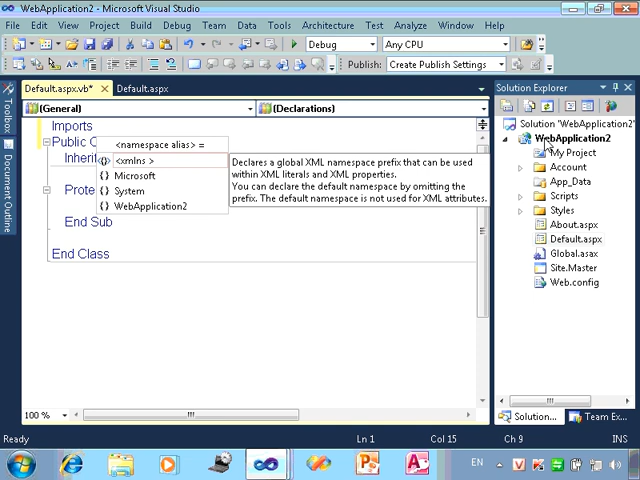 WebApplication2 - Microsoft Visual Studio
File Edit View Project Build Debug Team Data Tools Architecture Test Analyze Window Help
Debug Any CPU
Publish: Create Publish Settings
Default.aspx.vb* Default.aspx
(General) (Declarations)
Imports
Public C
Inherit
Prote
End Sub
End Class
<namespace alias> =
<xmlns >
Microsoft
System
WebApplication2
Declares a global XML namespace prefix that can be used
within XML literals and XML properties.
You can declare the default namespace by omitting the
prefix. The default namespace is not used for XML attributes.
Toolbox
Document Outline
Solution Explorer
Solution 'WebApplication2'
WebApplication2
My Project
Account
App_Data
Scripts
Styles
About.aspx
Default.aspx
Global.asax
Site.Master
Web.config
Solution... Team Ex...
100 %
Ready Ln 1 Col 15 Ch 9 INS
EN